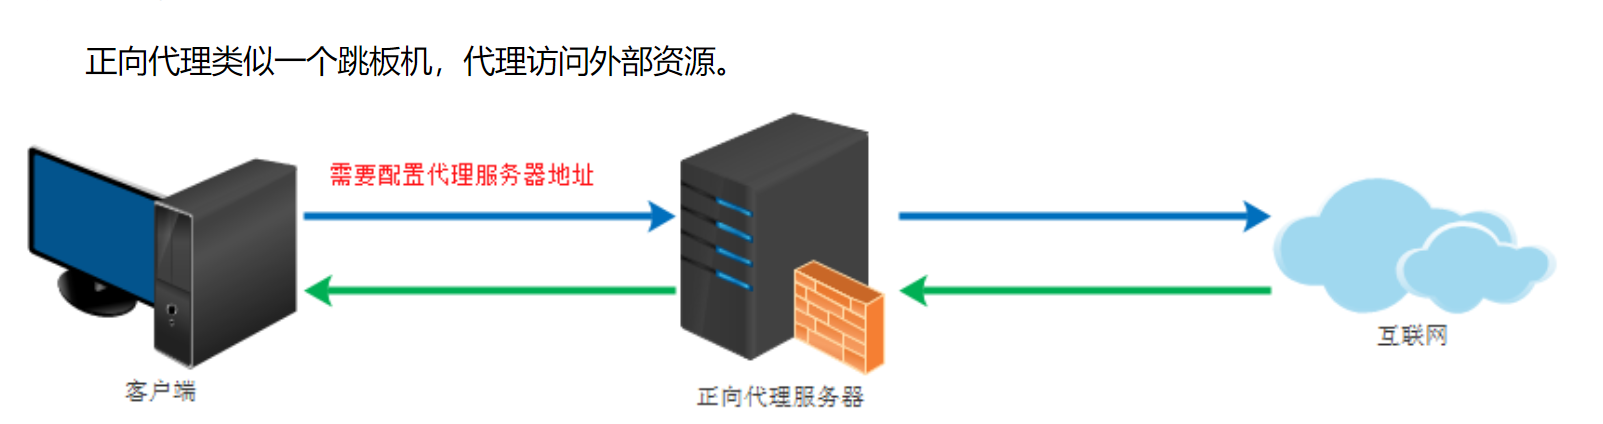 正向代理类似一个跳板机，代理访问外部资源。
需要配置代理服务器地址
客户端
正向代理服务器
互联网